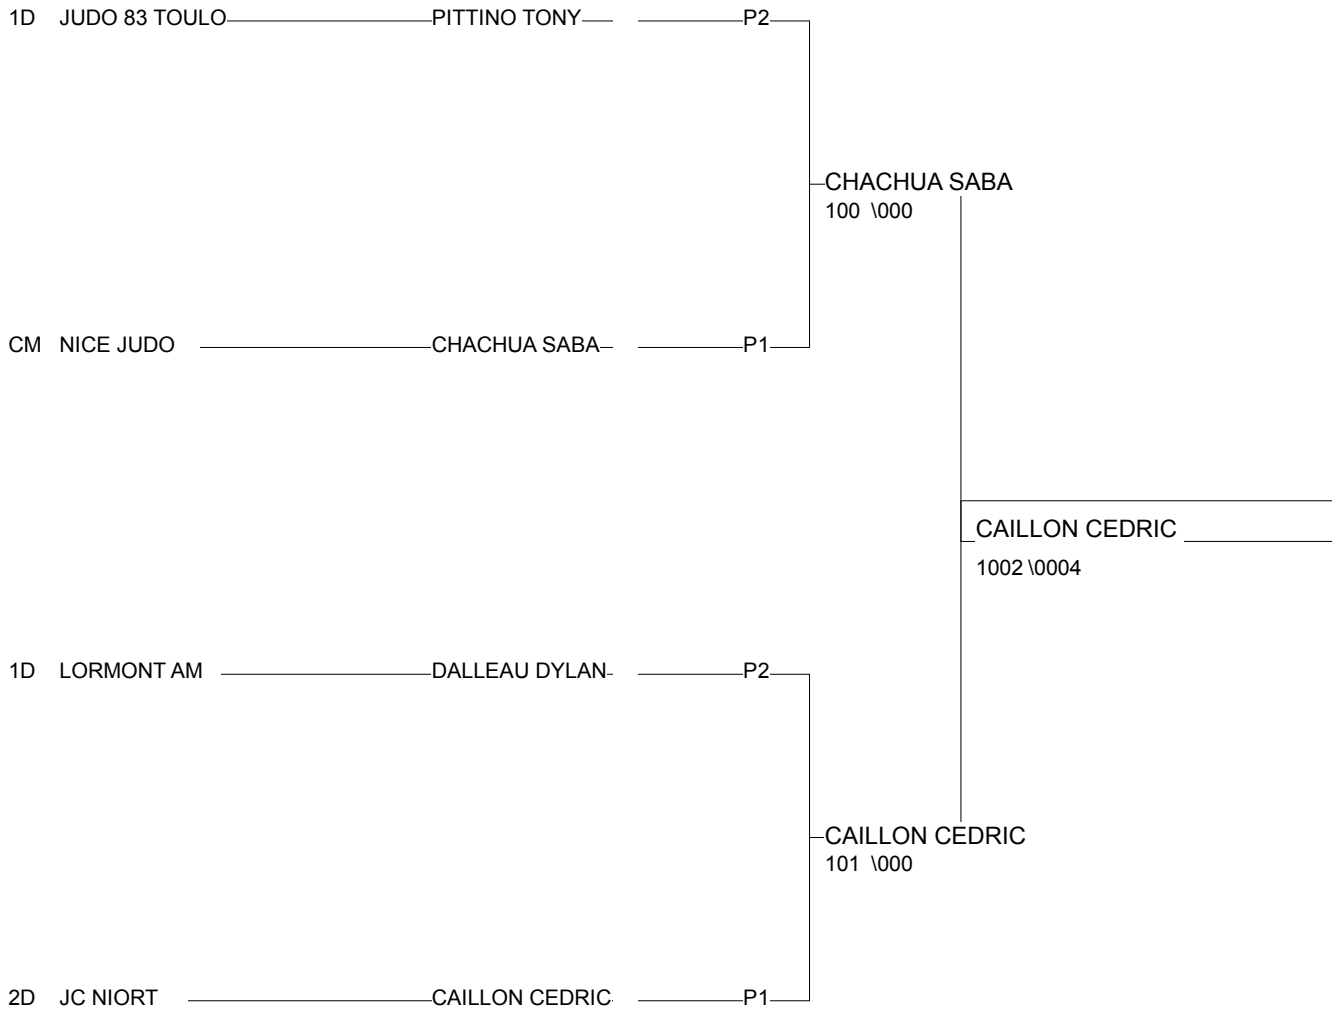 1D JUDO 83 TOULO PITTINO TONY P2
CHACHUA SABA
100 \000
CM NICE JUDO CHACHUA SABA P1
CAILLON CEDRIC
1002 \0004
1D LORMONT AM DALLEAU DYLAN P2
CAILLON CEDRIC
101 \000
2D JC NIORT CAILLON CEDRIC P1